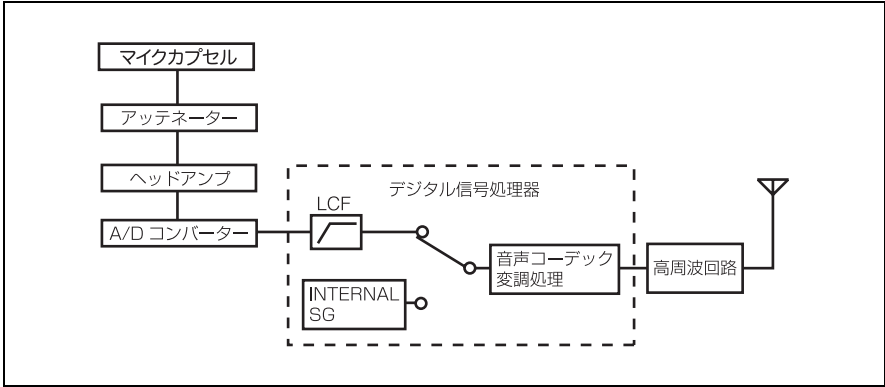 マイクカプセル
アッテネーター
ヘッドアンプ
A/D コンバーター
デジタル信号処理器
LCF
INTERNAL
SG
音声コーデック
変調処理
高周波回路